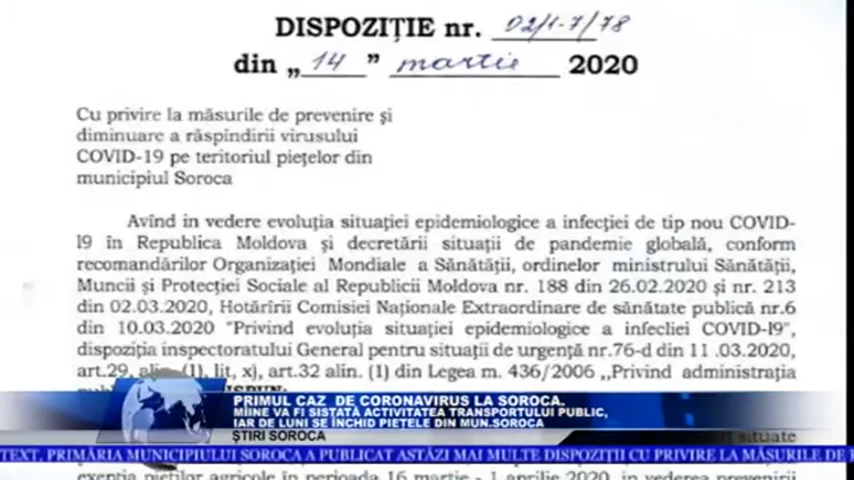 DISPOZIȚIE nr. 02/1-7/78
din „14” martie 2020
Cu privire la măsurile de prevenire și
diminuare a răspîndirii virusului
COVID-19 pe teritoriul piețelor din
municipiul Soroca
Avînd in vedere evoluția situației epidemiologice a infecției de tip nou COVID-
l9 în Republica Moldova și decretării situații de pandemie globală, conform
recomandărilor Organizației Mondiale a Sănătății, ordinelor ministrului Sănătății,
Muncii și Protecției Sociale al Republicii Moldova nr. 188 din 26.02.2020 și nr. 213
din 02.03.2020, Hotărîrii Comisiei Naționale Extraordinare de sănătate publică nr.6
din 10.03.2020 "Privind evoluția situației epidemiologice a infecliei COVID-l9",
dispoziția inspectoratului General pentru situații de urgență nr.76-d din 11 .03.2020,
art.29, alin. (1), lit, x), art.32 alin. (1) din Legea m. 436/2006 ,,Privind administrația
PRIMUL CAZ DE CORONAVIRUS LA SOROCA.
MÎINE VA FI SISTATĂ ACTIVITATEA TRANSPORTULUI PUBLIC,
IAR DE LUNI SE ÎNCHID PIEȚELE DIN MUN.SOROCA
ȘTIRI SOROCA
situate
TEXT, PRIMĂRIA MUNICIPIULUI SOROCA A PUBLICAT ASTĂZI MAI MULTE DISPOZIȚII CU PRIVIRE LA MĂSURILE DE
pieților agricole în perioada 16 martie - 1 aprilie 2020, in vederea prevenirii